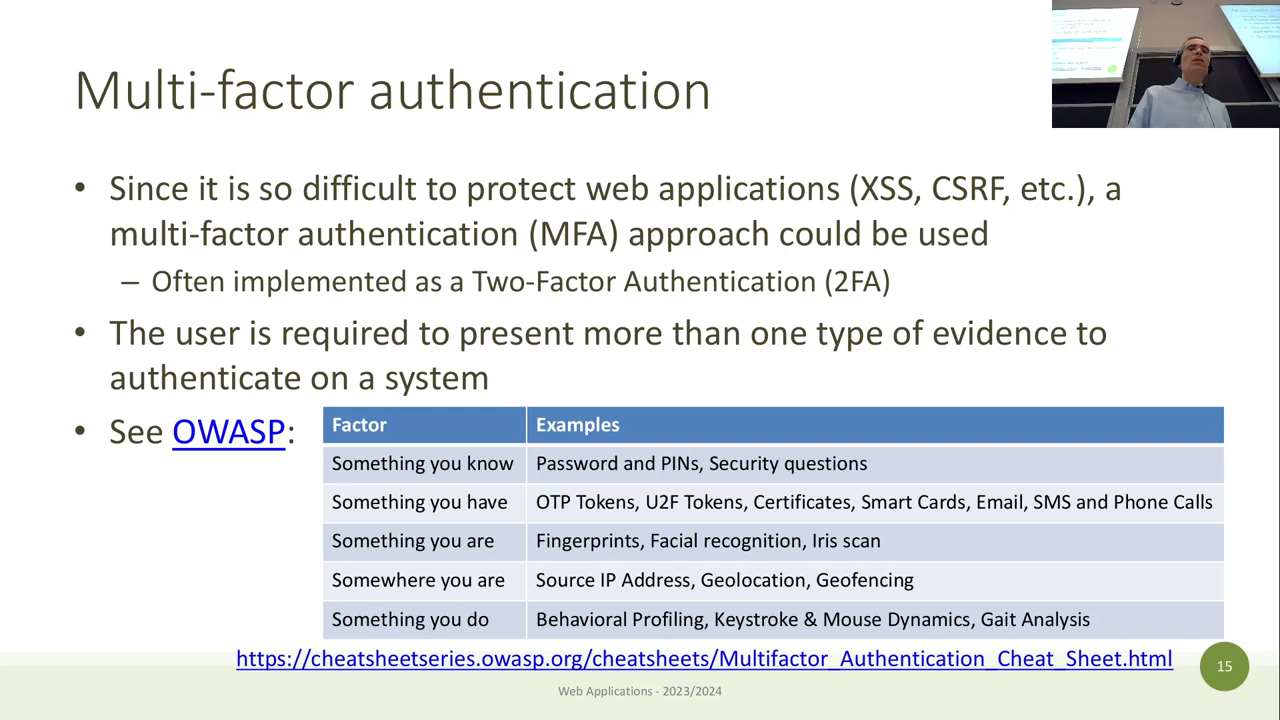 Multi-factor authentication
• Since it is so difficult to protect web applications (XSS, CSRF, etc.), a
multi-factor authentication (MFA) approach could be used
– Often implemented as a Two-Factor Authentication (2FA)
• The user is required to present more than one type of evidence to
authenticate on a system
• See OWASP:
Factor Examples
Something you know Password and PINs, Security questions
Something you have OTP Tokens, U2F Tokens, Certificates, Smart Cards, Email, SMS and Phone Calls
Something you are Fingerprints, Facial recognition, Iris scan
Somewhere you are Source IP Address, Geolocation, Geofencing
Something you do Behavioral Profiling, Keystroke & Mouse Dynamics, Gait Analysis
https://cheatsheetseries.owasp.org/cheatsheets/Multifactor_Authentication_Cheat_Sheet.html
15
Web Applications - 2023/2024